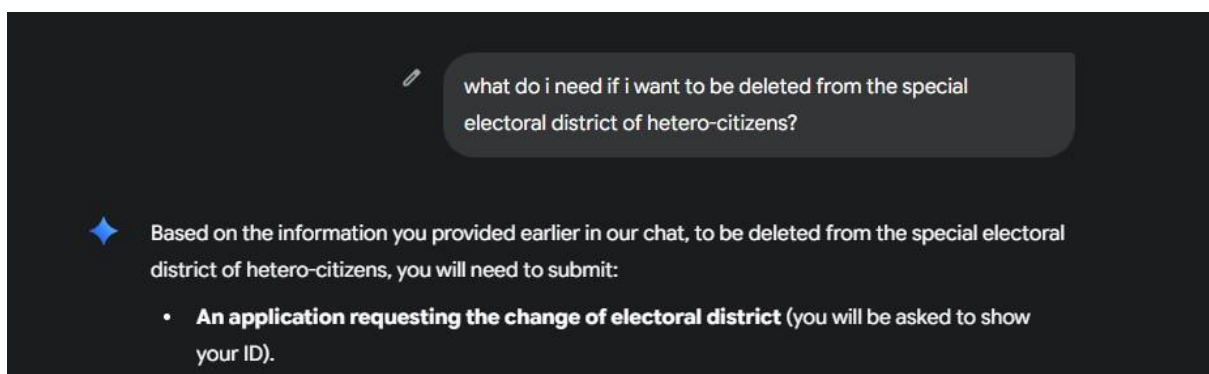 what do i need if i want to be deleted from the special
electoral district of hetero-citizens?
Based on the information you provided earlier in our chat, to be deleted from the special electoral
district of hetero-citizens, you will need to submit:
• An application requesting the change of electoral district (you will be asked to show
your ID).